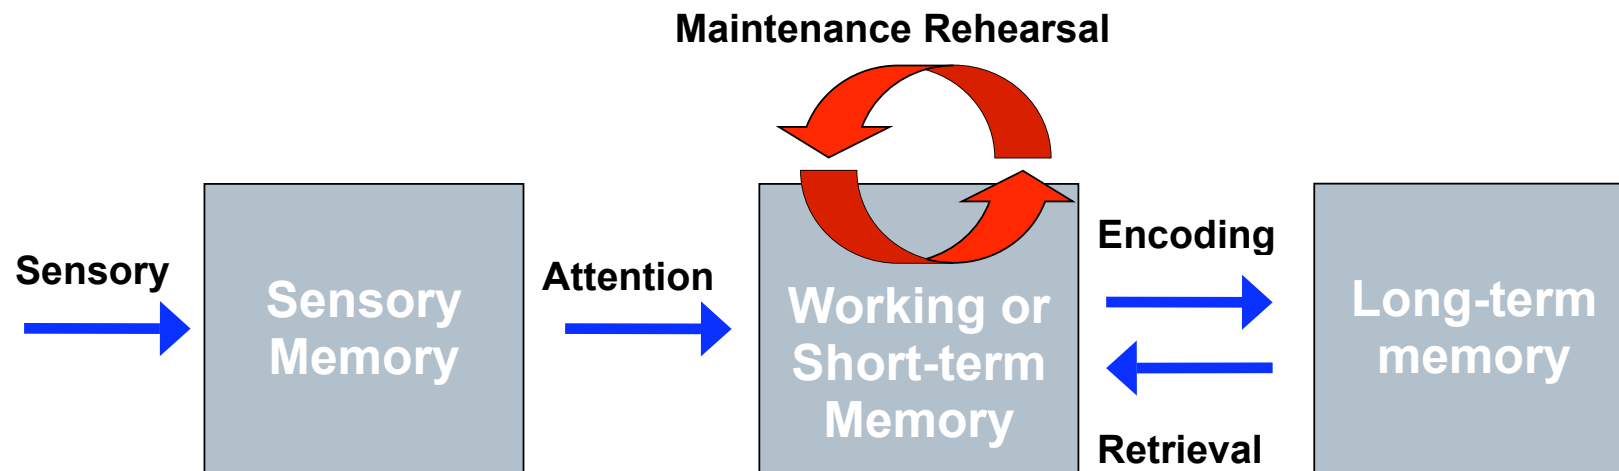 Maintenance Rehearsal
Sensory
Sensory
Memory
Attention
Working or
Short-term
Memory
Encoding
Retrieval
Long-term
memory